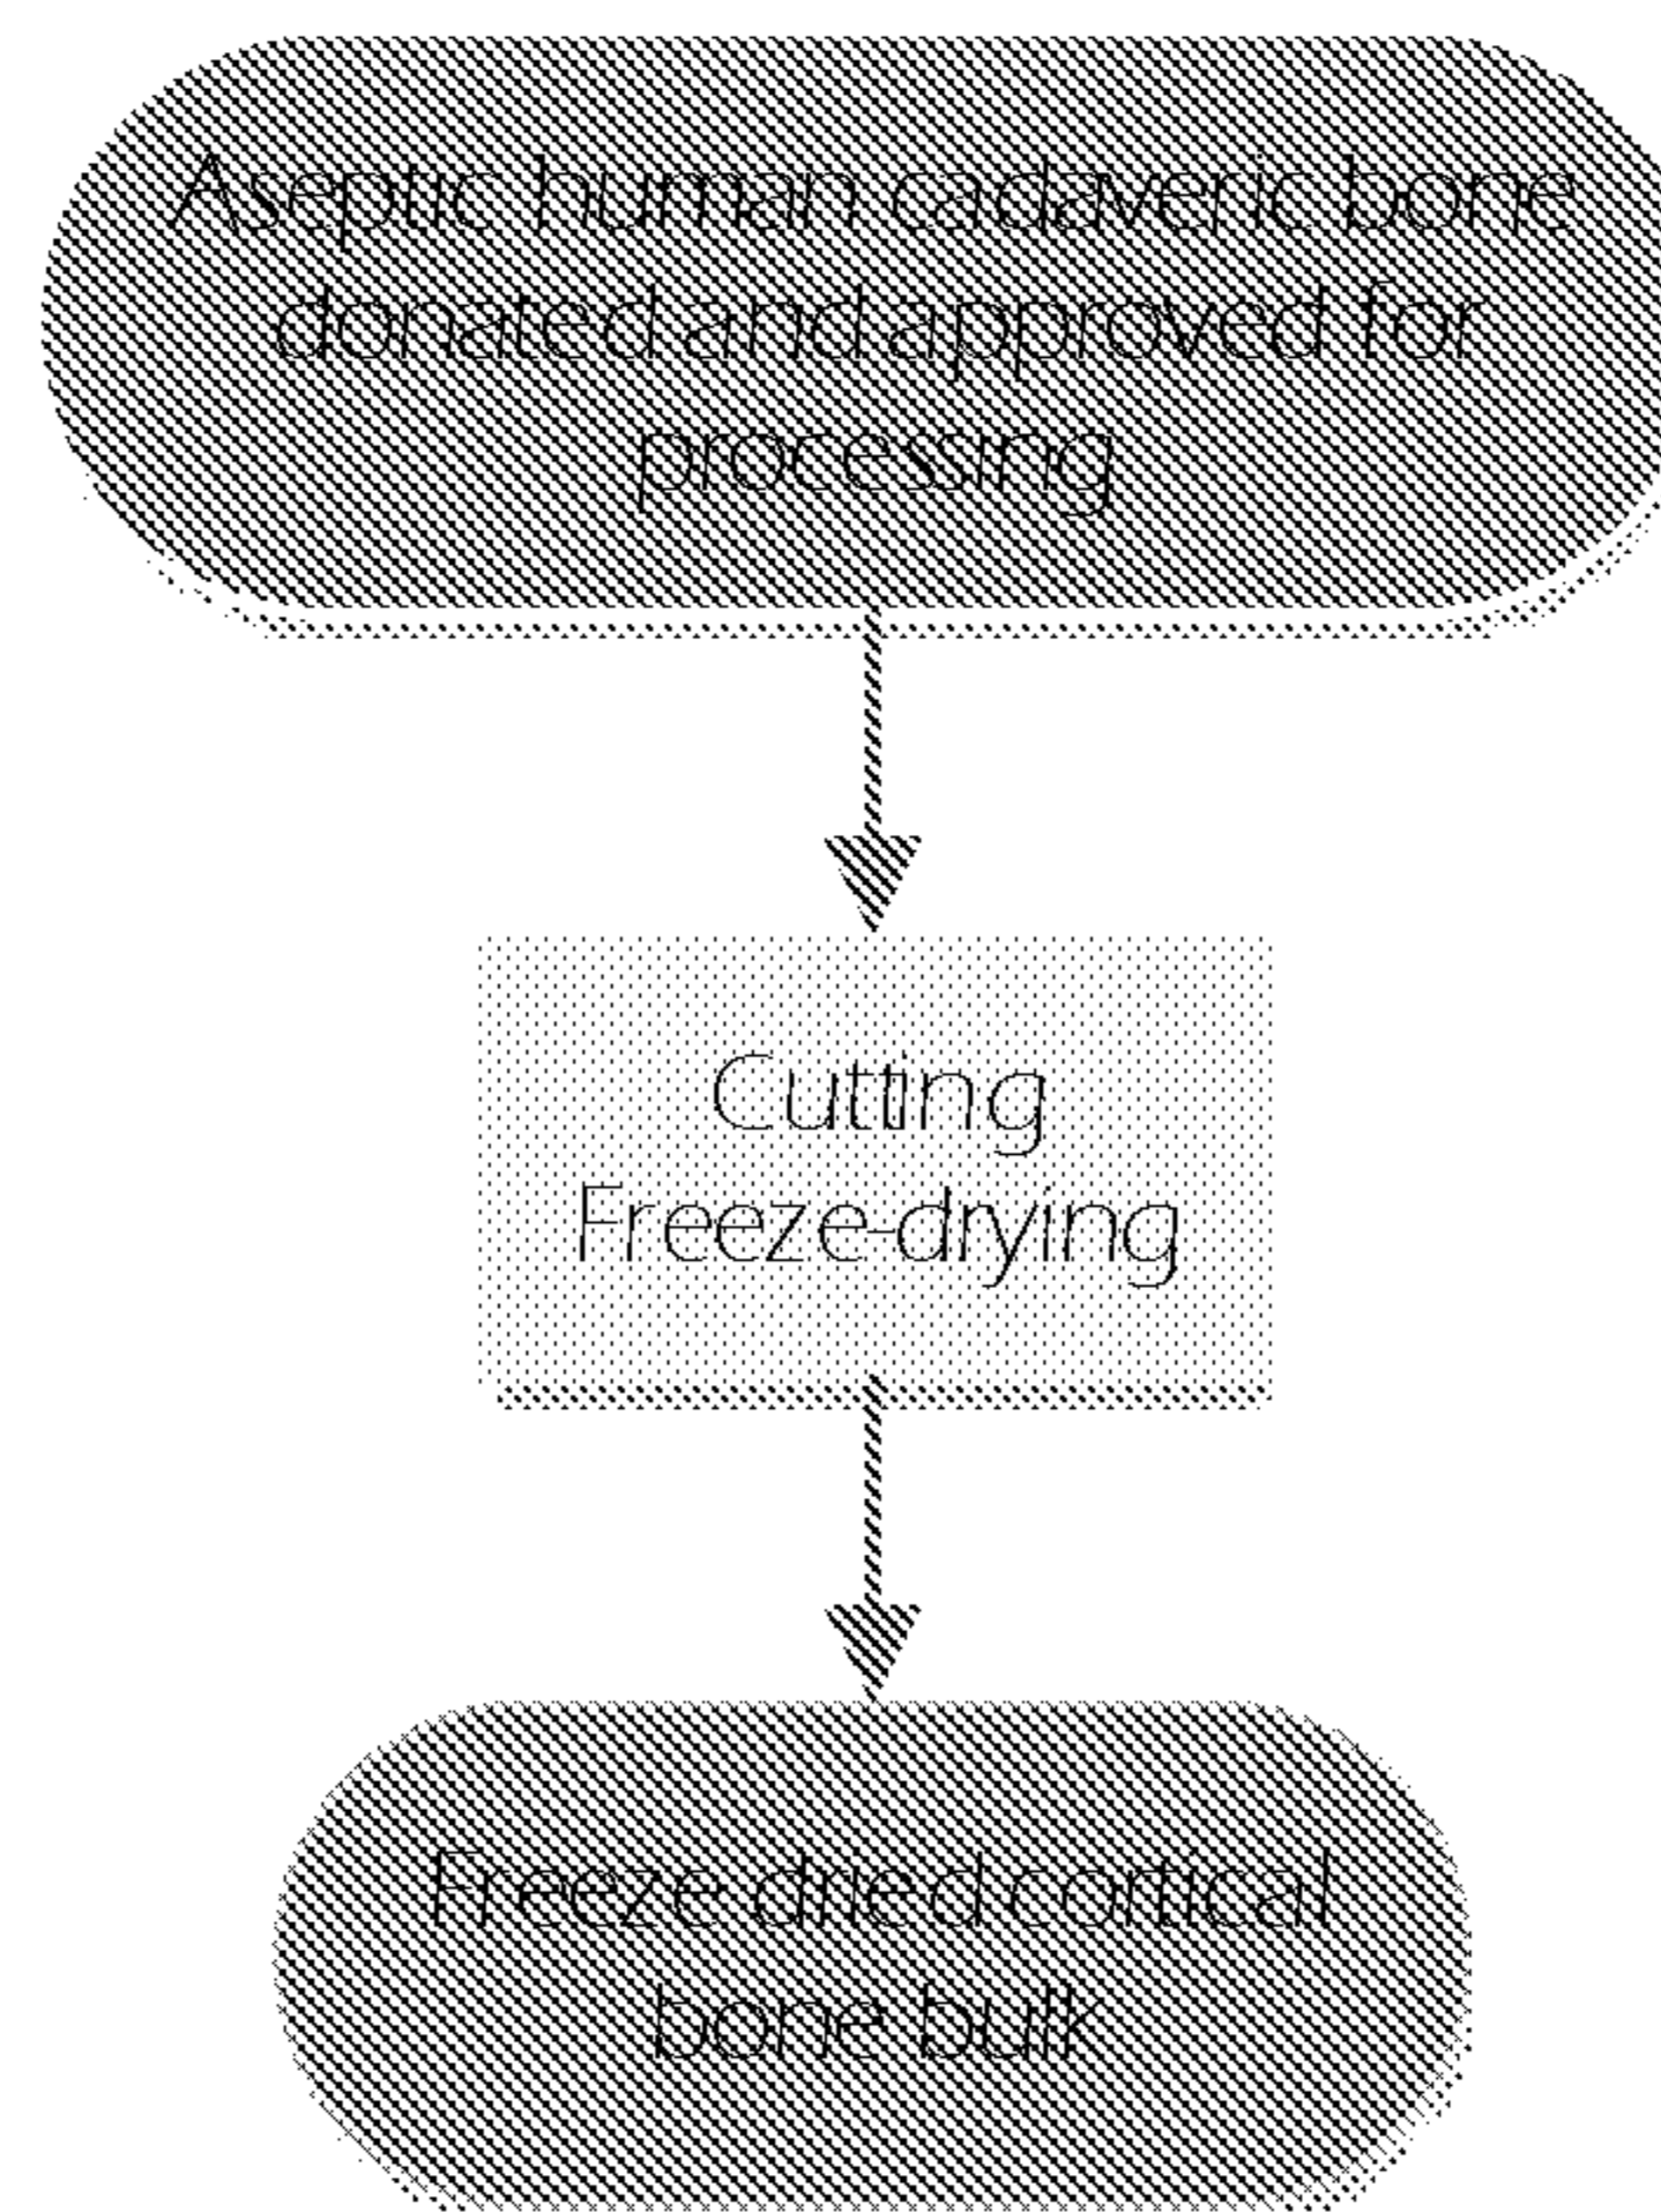 Aseptic human cadaveric bone
donated and approved for
processing
Cutting
Freeze-drying
Freeze dried cortical
bone bulk